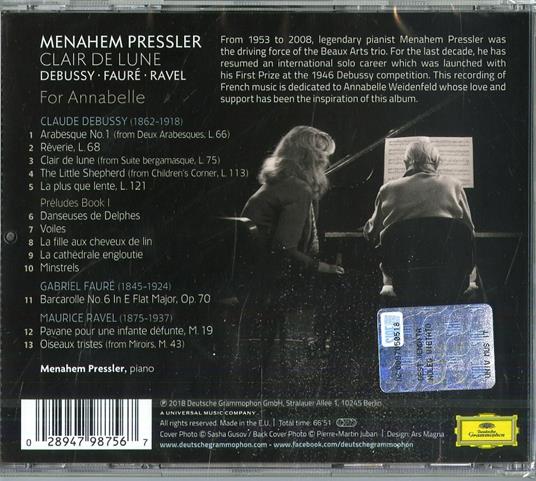 MENAHEM PRESSLER
CLAIR DE LUNE
DEBUSSY · FAURÉ · RAVEL
For Annabelle
From 1953 to 2008, legendary pianist Menahem Pressler was
the driving force of the Beaux Arts trio. For the last decade, he has
resumed an international solo career which was launched with
his First Prize at the 1946 Debussy competition. This recording of
French music is dedicated to Annabelle Weidenfeld whose love and
support has been the inspiration of this album.
CLAUDE DEBUSSY (1862-1918)
1 Arabesque No.1 (from Deux Arabesques, L.66)
2 Rêverie, L.68
3 Clair de lune (from Suite bergamasque, L 75)
4 The Little Shepherd (from Children's Corner, L 113)
5 La plus que lente, L. 121
Préludes Book I
6 Danseuses de Delphes
7 Voiles
8 La fille aux cheveux de lin
9 La cathédrale engloutie
10 Minstrels
GABRIEL FAURÉ (1845-1924)
11 Barcarolle No. 6 In E Flat Major, Op. 70
MAURICE RAVEL (1875-1937)
12 Pavane pour une infante défunte, M. 19
13 Oiseaux tristes (from Miroirs, M. 43)
Menahem Pressler, piano
℗ 2018 Deutsche Grammophon GmbH, Stralauer Allee 1, 10245 Berlin
A UNIVERSAL MUSIC COMPANY
All rights reserved. Made in the E.U. | Total time: 66'51
Cover Photo © Sasha Gusov / Back Cover Photo © Pierre-Martin Juban | Design: Ars Magna
www.deutschegrammophon.com – www.facebook.com/deutschegrammophon
0 28947 98756 7
Deutsche
Grammophon